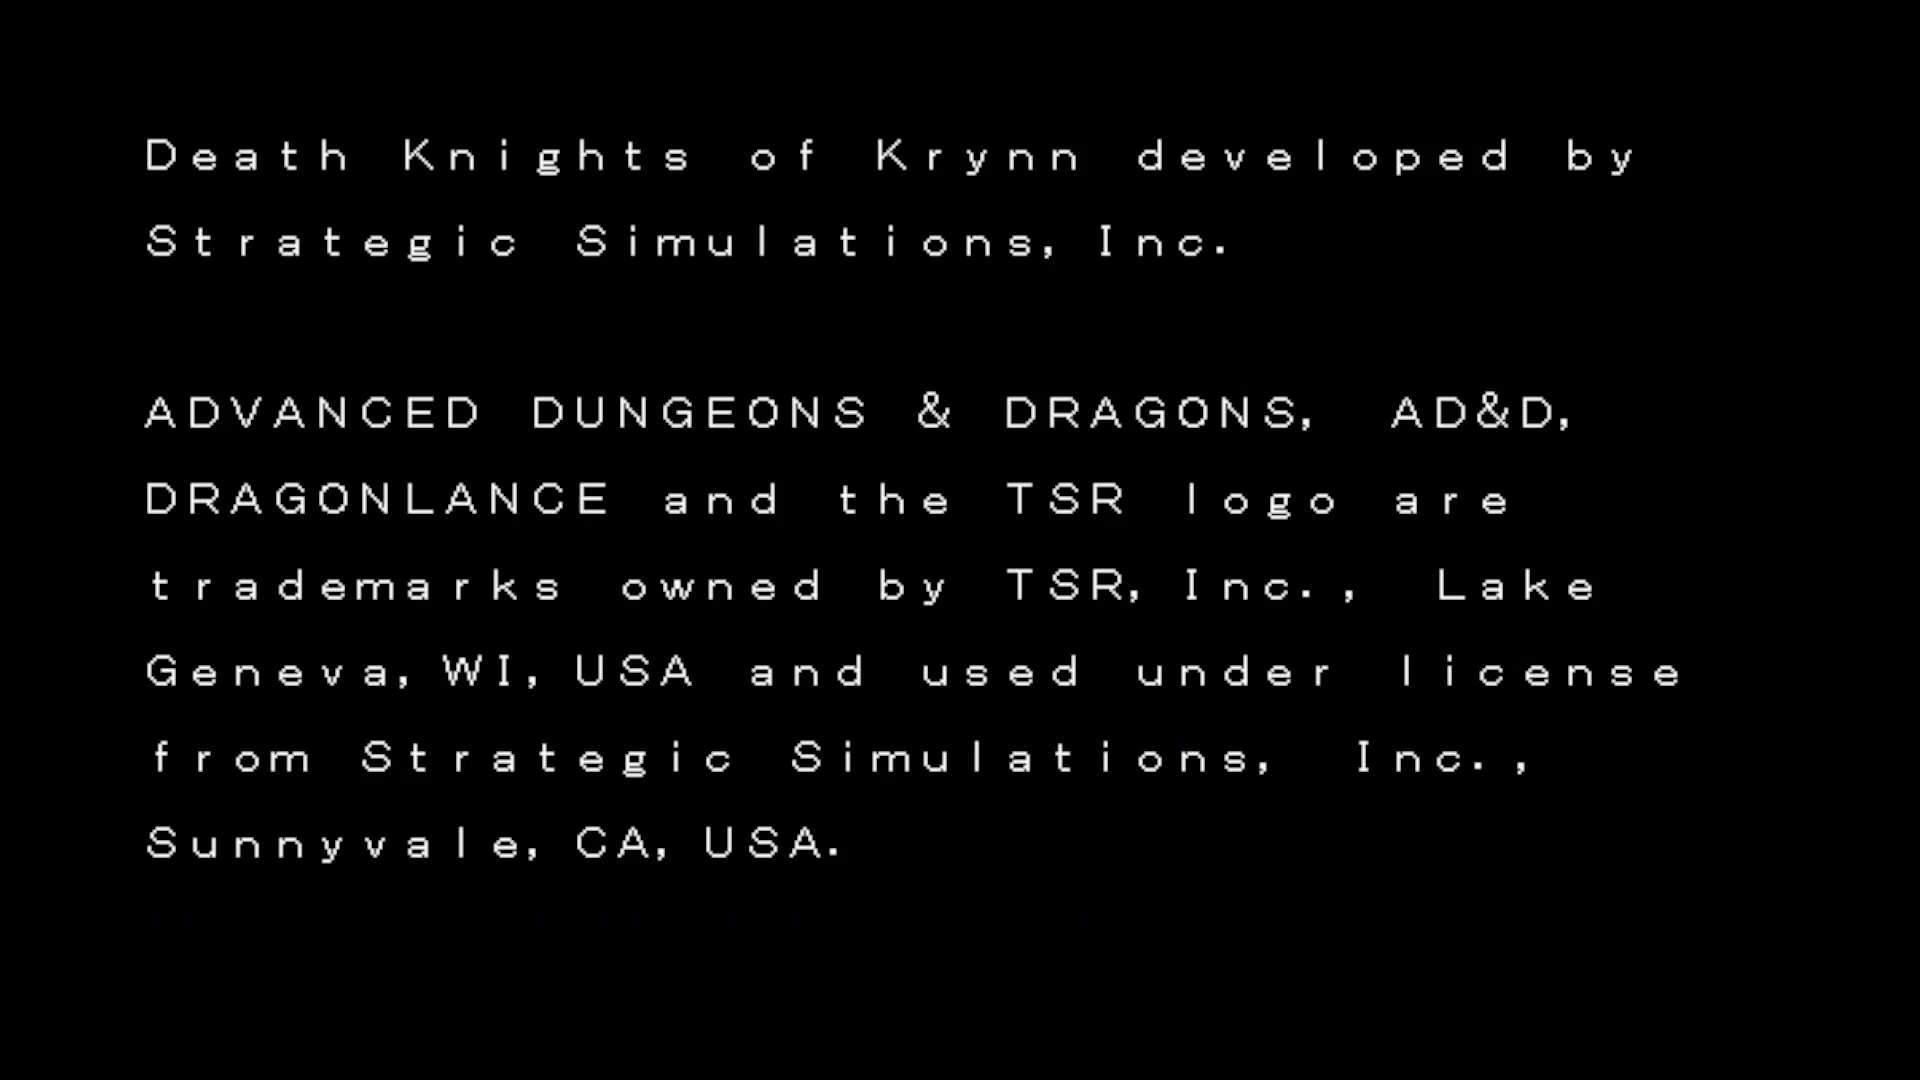 Death Knights of Krynn developed by
Strategic Simulations, Inc.
ADVANCED DUNGEONS & DRAGONS, AD&D,
DRAGONLANCE and the TSR logo are
trademarks owned by TSR, Inc., Lake
Geneva, WI, USA and used under license
from Strategic Simulations, Inc.,
Sunnyvale, CA, USA.